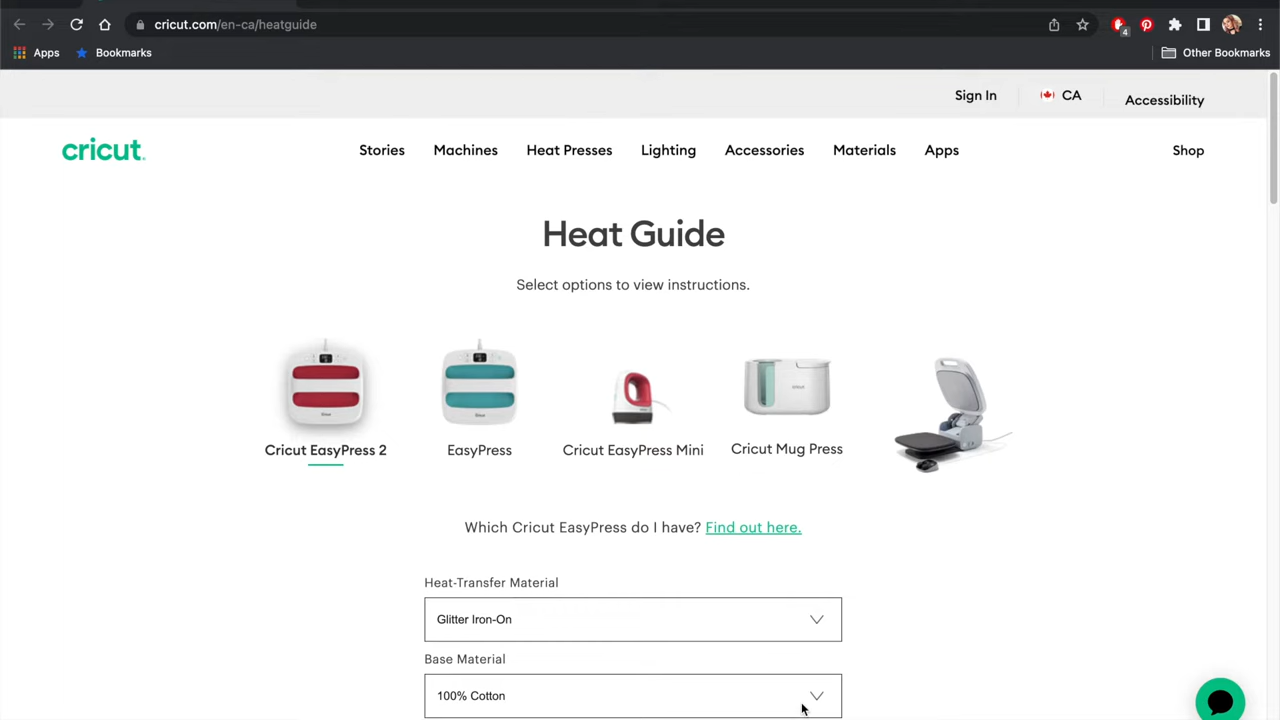 cricut.com/en-ca/heatguide
4
Apps
Bookmarks
Other Bookmarks
Sign In
CA
Accessibility
cricut
Stories
Machines
Heat Presses
Lighting
Accessories
Materials
Apps
Shop
Heat Guide
Select options to view instructions.
Cricut EasyPress 2
EasyPress
Cricut EasyPress Mini
Cricut Mug Press
Which Cricut EasyPress do I have? Find out here.
Heat-Transfer Material
Glitter Iron-On
Base Material
100% Cotton